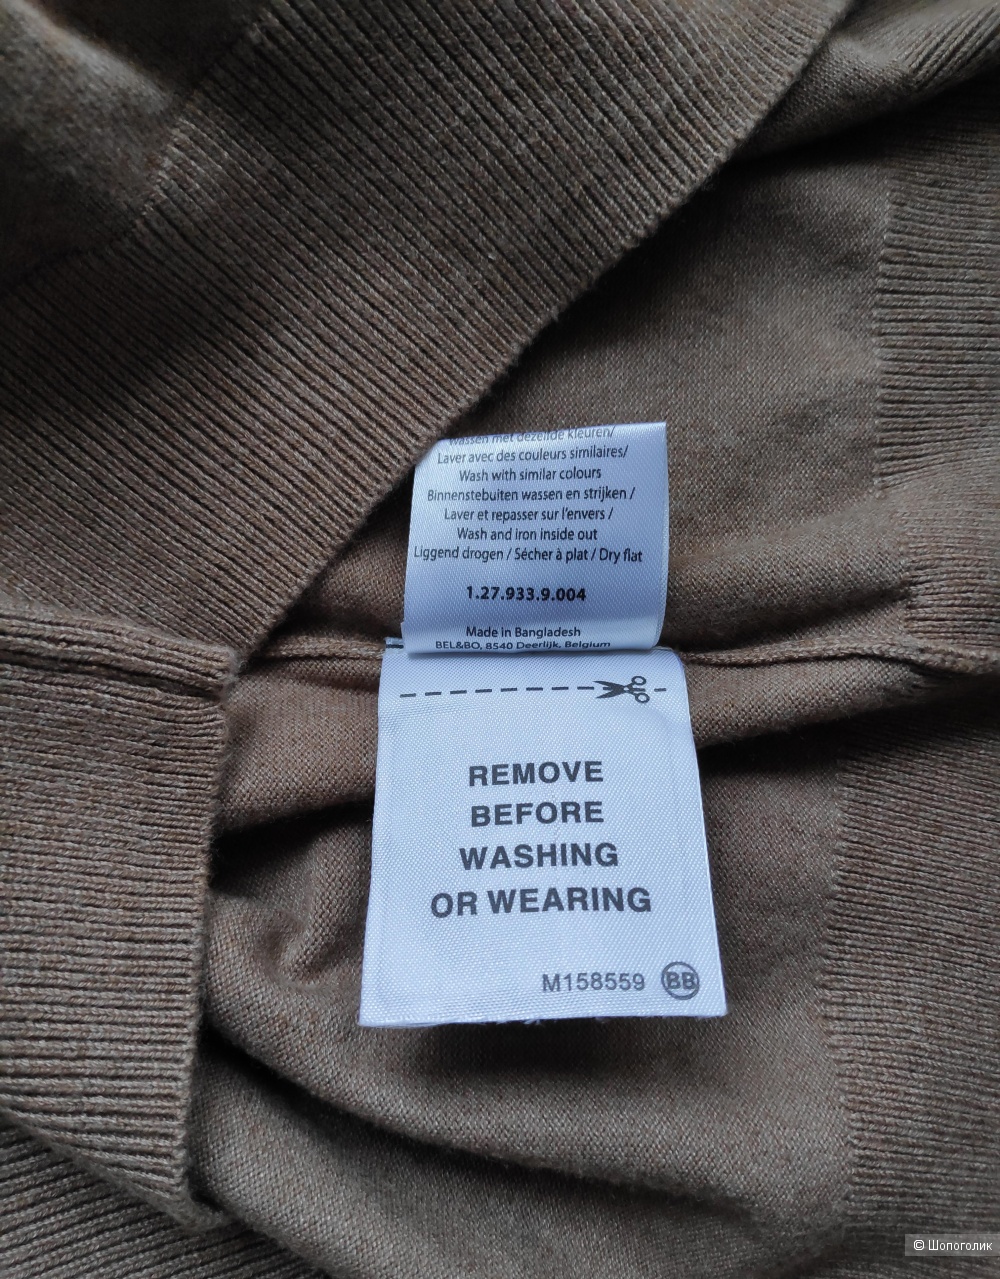 Wassen met dezelfde kleuren/
Laver avec des couleurs similaires/
Wash with similar colours
Binnenstebuiten wassen en strijken /
Laver et repasser sur l'envers /
Wash and iron inside out
Liggend drogen / Sécher à plat / Dry flat
1.27.933.9.004
Made in Bangladesh
BEL&BO, 8540 Deerlijk, Belgium
REMOVE
BEFORE
WASHING
OR WEARING
M158559 BB
© Шопоголик